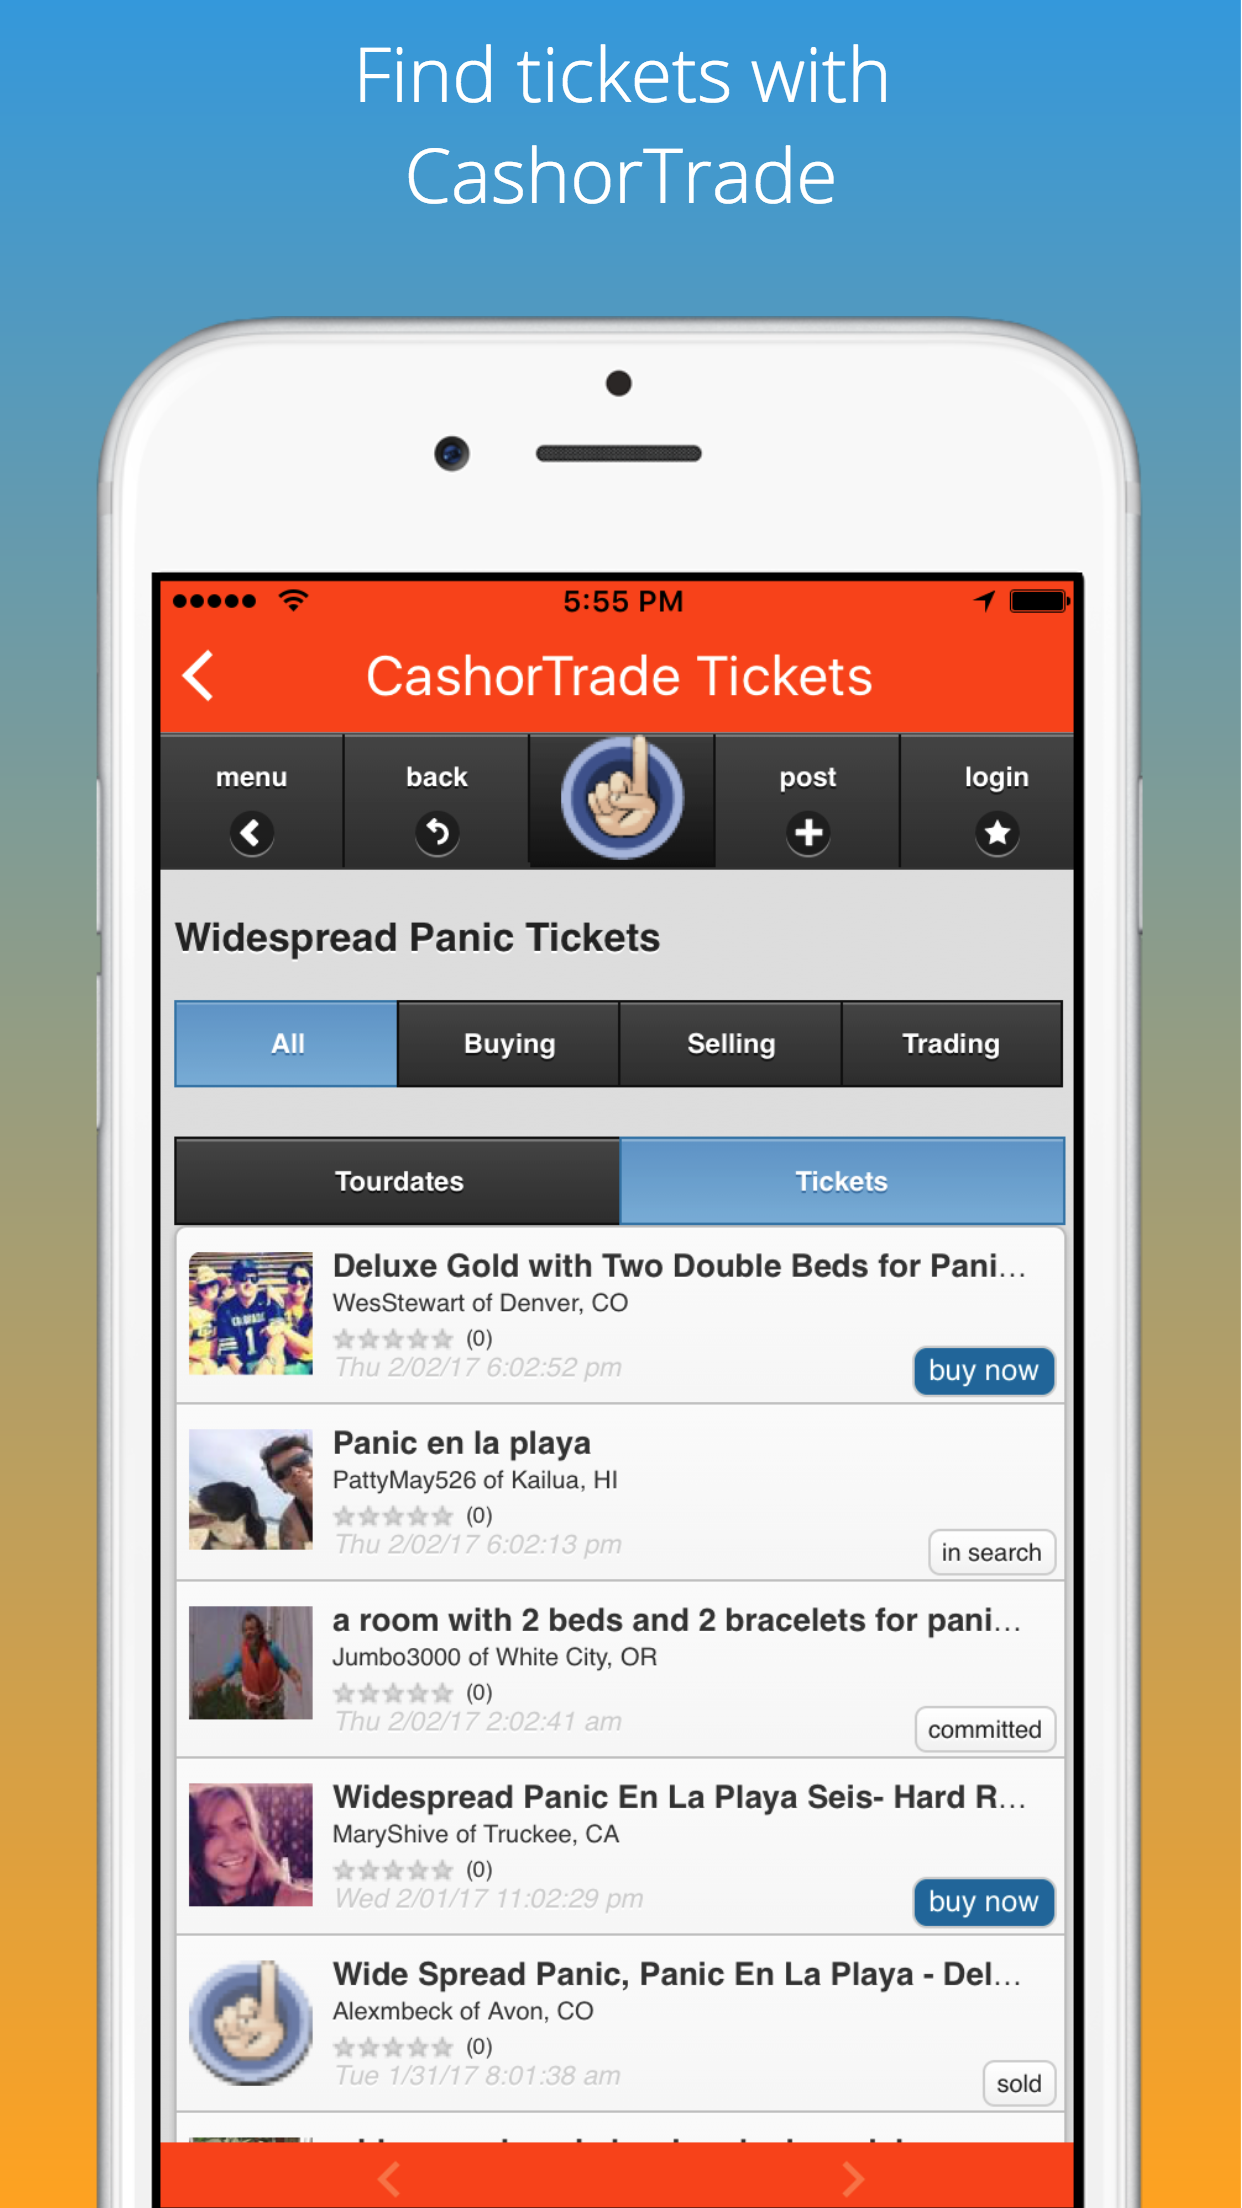 Find tickets with
CashorTrade
5:55 PM
CashorTrade Tickets
menu
back
post
login
Widespread Panic Tickets
All
Buying
Selling
Trading
Tourdates
Tickets
Deluxe Gold with Two Double Beds for Pani...
WesStewart of Denver, CO
(0)
Thu 2/02/17 6:02:52 pm
buy now
Panic en la playa
PattyMay526 of Kailua, HI
(0)
Thu 2/02/17 6:02:13 pm
in search
a room with 2 beds and 2 bracelets for pani...
Jumbo3000 of White City, OR
(0)
Thu 2/02/17 2:02:41 am
committed
Widespread Panic En La Playa Seis- Hard R...
MaryShive of Truckee, CA
(0)
Wed 2/01/17 11:02:29 pm
buy now
Wide Spread Panic, Panic En La Playa - Del...
Alexmbeck of Avon, CO
(0)
Tue 1/31/17 8:01:38 am
sold